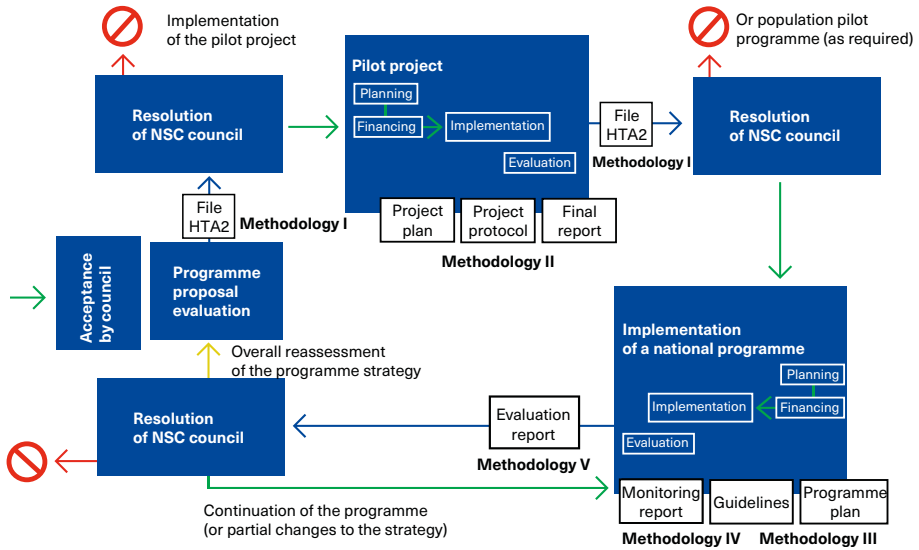 Implementation
of the pilot project
Resolution
of NSC council
Pilot project
Planning
Financing
Implementation
Evaluation
Project
plan
Project
protocol
Final
report
Methodology II
File
HTA2
Methodology I
Or population pilot
programme (as required)
Resolution
of NSC council
File
HTA2
Methodology I
Acceptance
by council
Programme
proposal
evaluation
Overall reassessment
of the programme strategy
Resolution
of NSC council
Evaluation
report
Methodology V
Implementation
of a national programme
Planning
Implementation
Financing
Evaluation
Monitoring
report
Guidelines
Programme
plan
Methodology IV
Methodology III
Continuation of the programme
(or partial changes to the strategy)